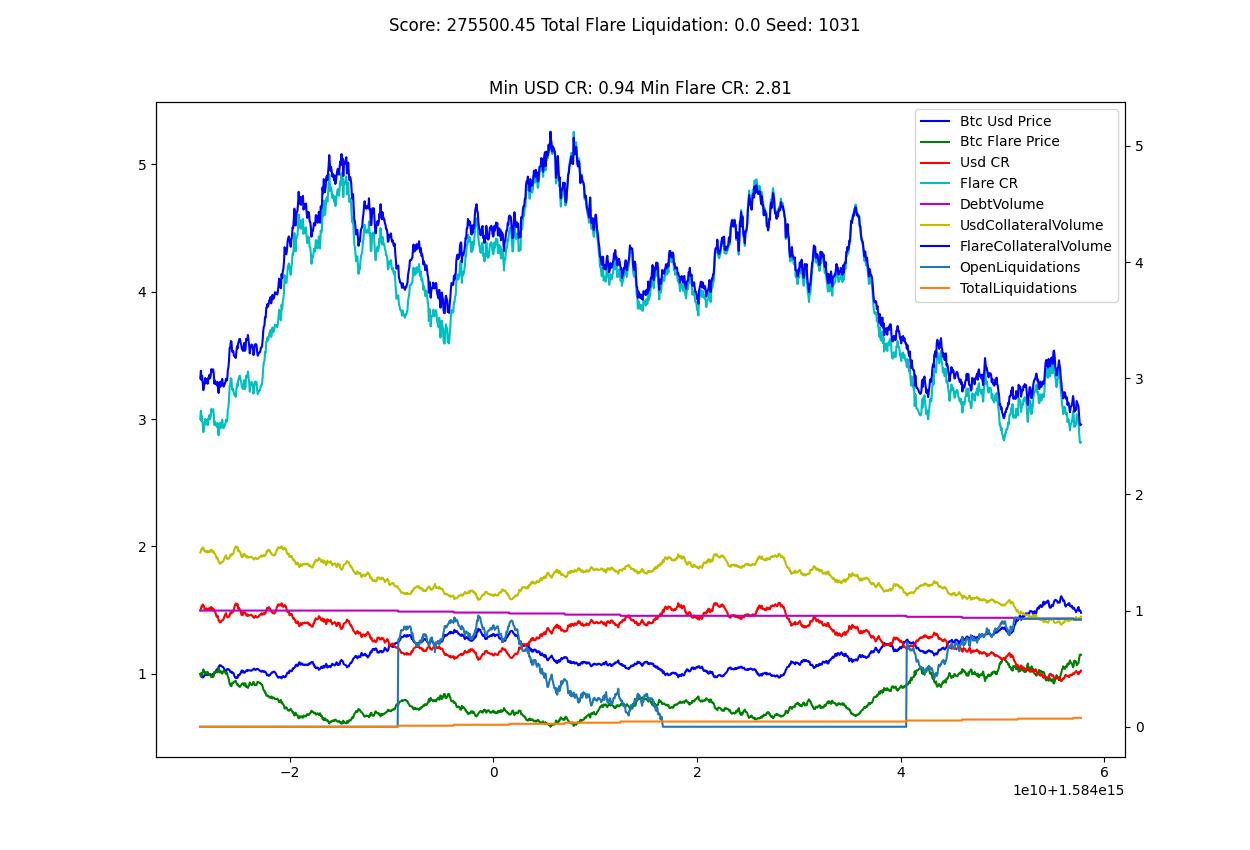 Score: 275500.45 Total Flare Liquidation: 0.0 Seed: 1031
Min USD CR: 0.94 Min Flare CR: 2.81
Btc Usd Price
Btc Flare Price
Usd CR
Flare CR
DebtVolume
UsdCollateralVolume
FlareCollateralVolume
OpenLiquidations
TotalLiquidations
5
4
3
2
1
5
4
3
2
1
0
−2
0
2
4
6
1e10+1.584e15